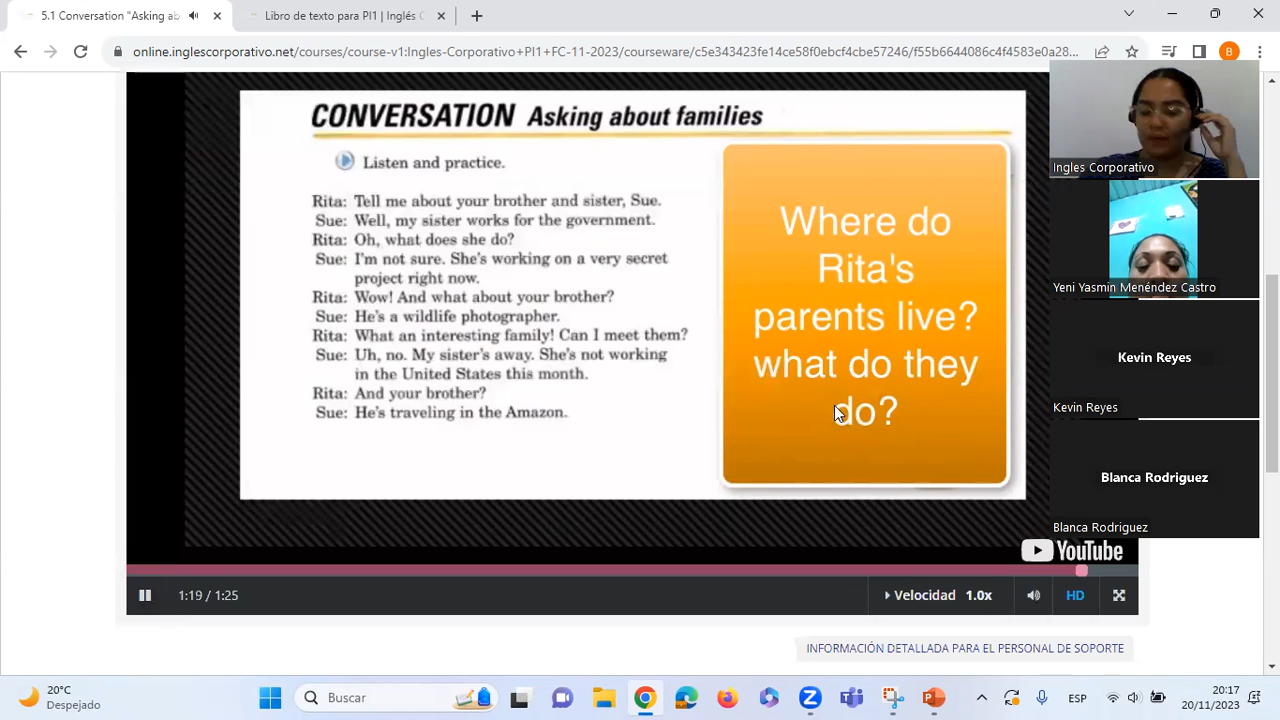 5.1 Conversation "Asking ab
Libro de texto para PI1 | Inglés C
online.inglescorporativo.net/courses/course-v1:Ingles-Corporativo+PI1+FC-11-2023/courseware/c5e343423fe14ce58f0ebcf4cbe57246/f55b6644086c4f4583e0a28...
B
CONVERSATION Asking about families
Listen and practice.
Rita: Tell me about your brother and sister, Sue.
Sue: Well, my sister works for the government.
Rita: Oh, what does she do?
Sue: I'm not sure. She's working on a very secret
project right now.
Rita: Wow! And what about your brother?
Sue: He's a wildlife photographer.
Rita: What an interesting family! Can I meet them?
Sue: Uh, no. My sister's away. She's not working
in the United States this month.
Rita: And your brother?
Sue: He's traveling in the Amazon.
Where do
Rita's
parents live?
what do they
do?
Ingles Corporativo
Yeni Yasmin Menéndez Castro
Kevin Reyes
Kevin Reyes
Blanca Rodriguez
Blanca Rodriguez
YouTube
1:19 / 1:25
Velocidad 1.0x
HD
INFORMACIÓN DETALLADA PARA EL PERSONAL DE SOPORTE
20°C
Despejado
Buscar
ESP
20:17
20/11/2023